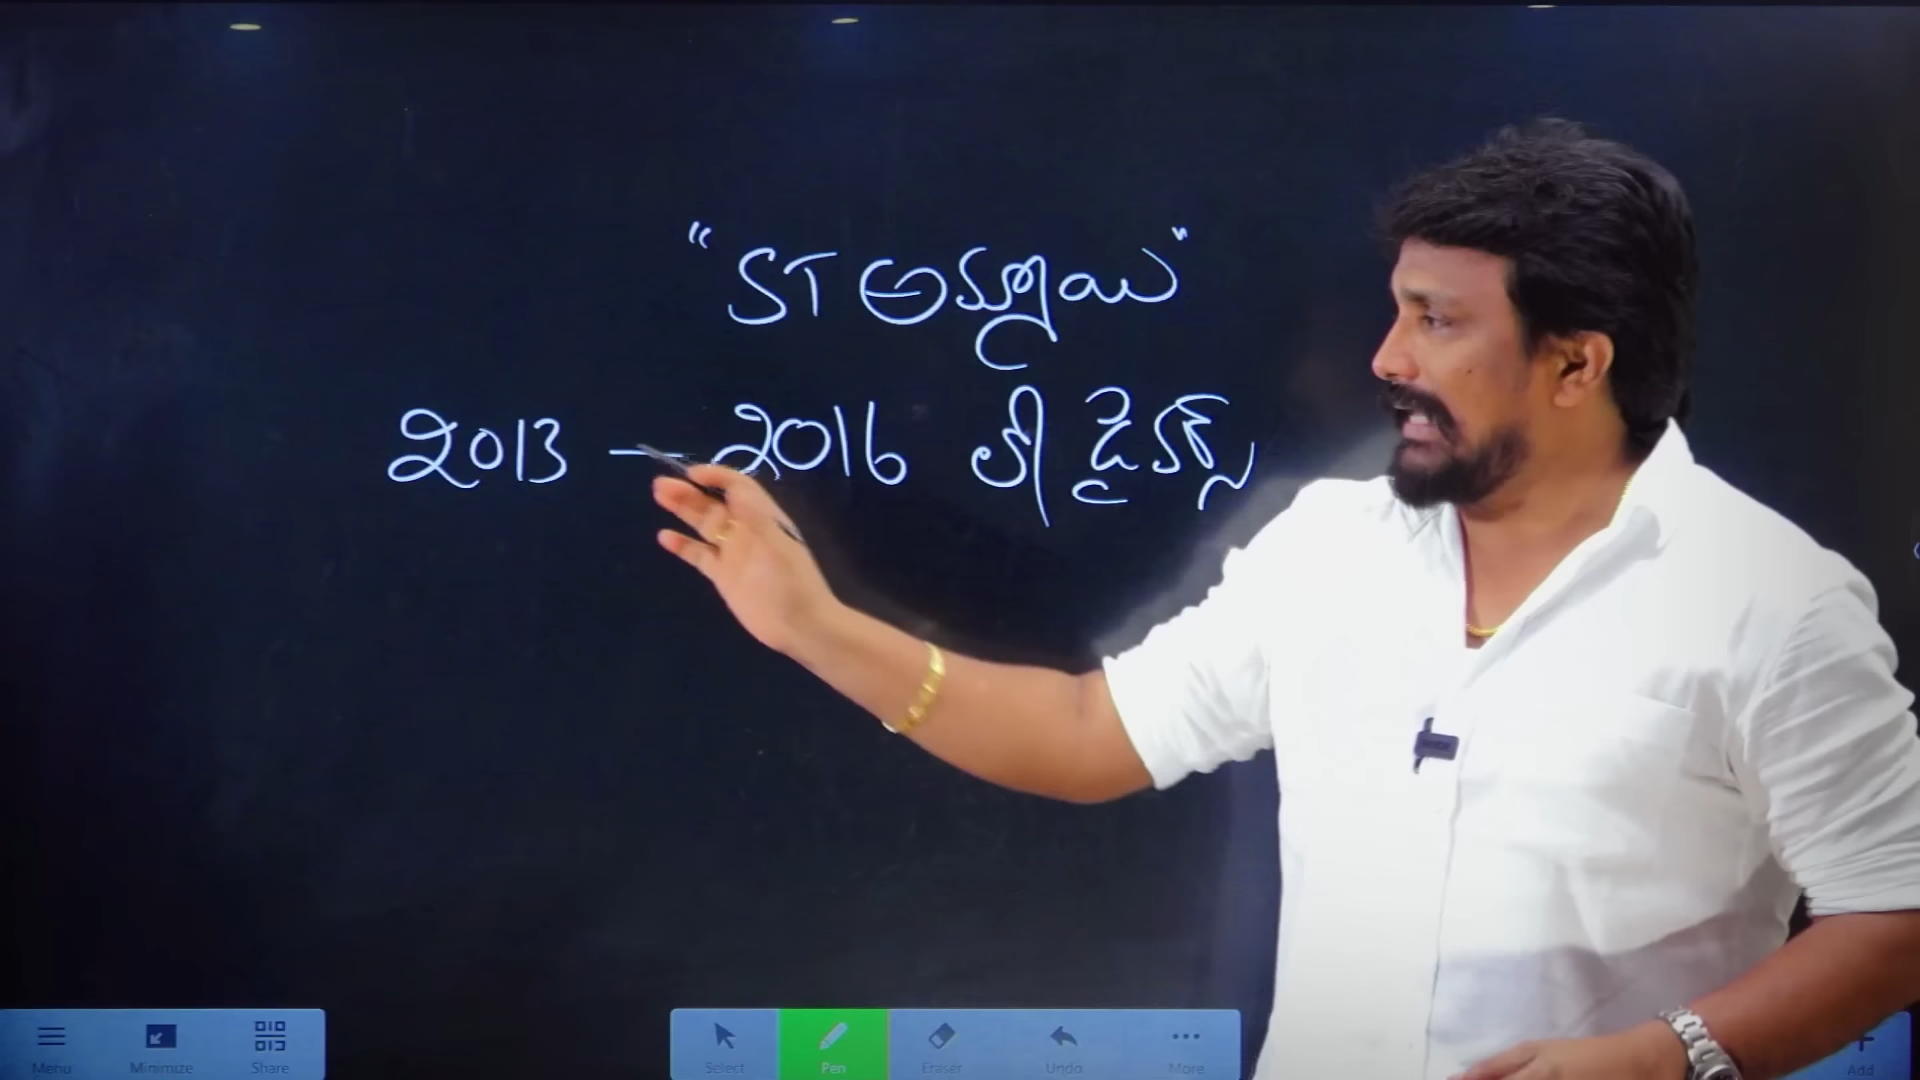 "ST అమ్మాయి"
2013 — 2016 లో
Menu
Minimize
Share
Select
Pen
Eraser
Undo
More
Add